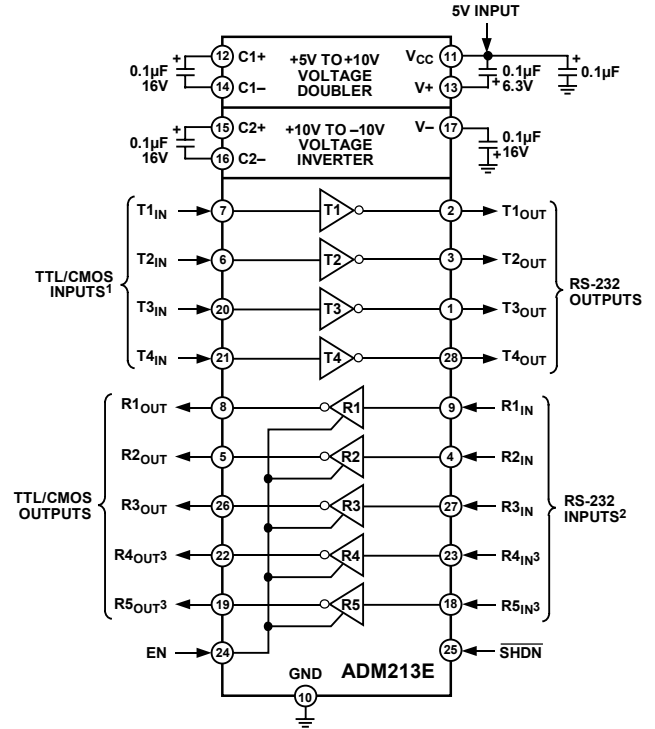 5V INPUT
0.1µF
16V
12 C1+
14 C1–
+5V TO +10V
VOLTAGE
DOUBLER
VCC 11
V+ 13
0.1µF
6.3V
0.1µF
0.1µF
16V
15 C2+
16 C2–
+10V TO –10V
VOLTAGE
INVERTER
V– 17
0.1µF
16V
TTL/CMOS
INPUTS1
T1IN 7 T1 2 T1OUT
T2IN 6 T2 3 T2OUT
T3IN 20 T3 1 T3OUT
T4IN 21 T4 28 T4OUT
RS-232
OUTPUTS
TTL/CMOS
OUTPUTS
R1OUT 8 R1 9 R1IN
R2OUT 5 R2 4 R2IN
R3OUT 26 R3 27 R3IN
R4OUT3 22 R4 23 R4IN3
R5OUT3 19 R5 18 R5IN3
RS-232
INPUTS2
EN 24
25 SHDN
GND
10
ADM213E